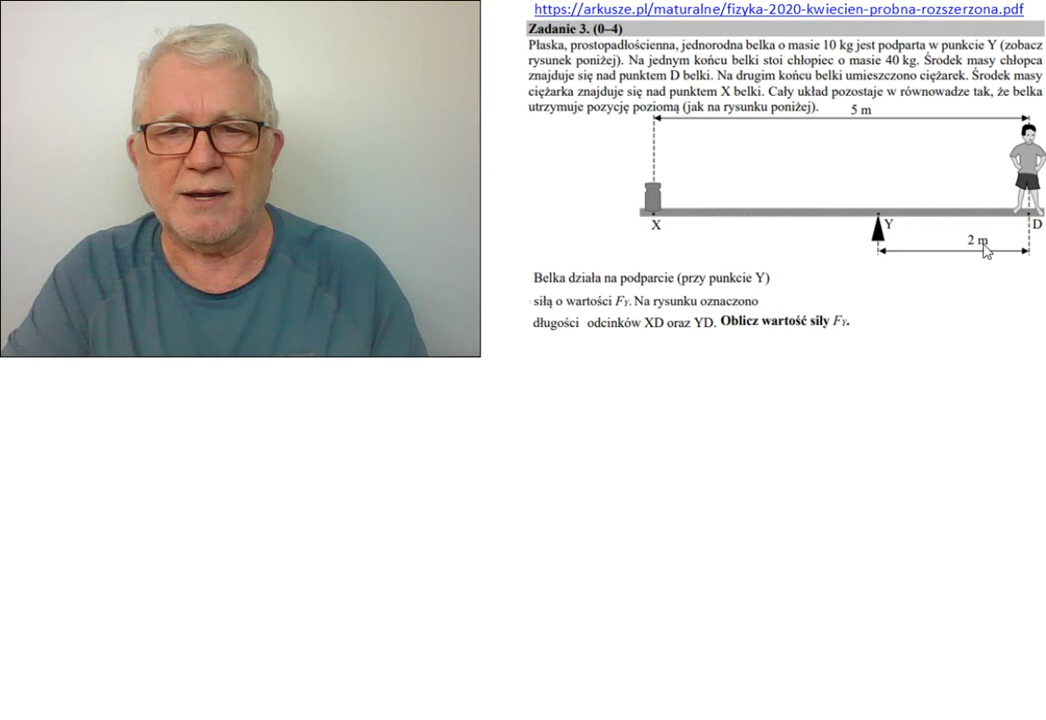 https://arkusze.pl/maturalne/fizyka-2020-kwiecien-probna-rozszerzona.pdf
Zadanie 3. (0–4)
Płaska, prostopadłościenna, jednorodna belka o masie 10 kg jest podparta w punkcie Y (zobacz
rysunek poniżej). Na jednym końcu belki stoi chłopiec o masie 40 kg. Środek masy chłopca
znajduje się nad punktem D belki. Na drugim końcu belki umieszczono ciężarek. Środek masy
ciężarka znajduje się nad punktem X belki. Cały układ pozostaje w równowadze tak, że belka
utrzymuje pozycję poziomą (jak na rysunku poniżej).
5 m
X
Y
D
2 m
Belka działa na podparcie (przy punkcie Y)
siłą o wartości FY. Na rysunku oznaczono
długości odcinków XD oraz YD. Oblicz wartość siły FY.